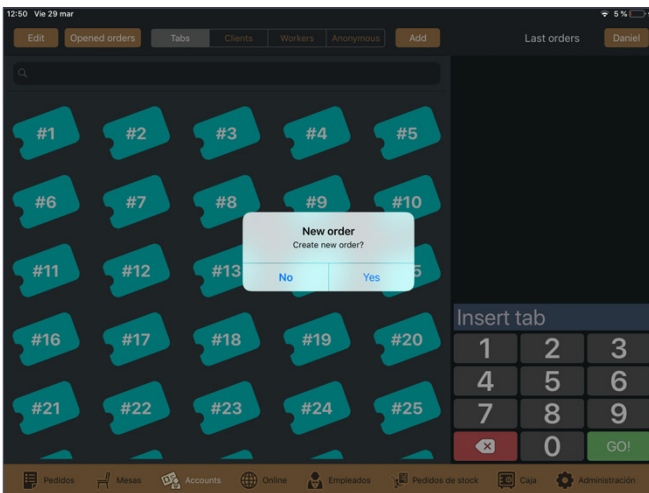 12:50 Vie 29 mar 5 %
Edit Opened orders Tabs Clients Workers Anonymous Add Last orders Daniel
#1 #2 #3 #4 #5
#6 #7 #8 #9 #10
New order
Create new order?
#11 #12 #13 5
No Yes
Insert tab
#16 #17 #18 #19 #20
1 2 3
4 5 6
#21 #22 #23 #24 #25
7 8 9
0 GO!
Pedidos Mesas Accounts Online Empleados Pedidos de stock Caja Administración